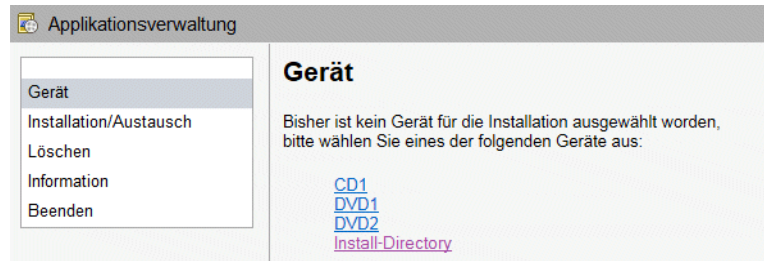 Applikationsverwaltung
Gerät
Installation/Austausch
Löschen
Information
Beenden
Gerät
Bisher ist kein Gerät für die Installation ausgewählt worden,
bitte wählen Sie eines der folgenden Geräte aus:
CD1
DVD1
DVD2
Install-Directory